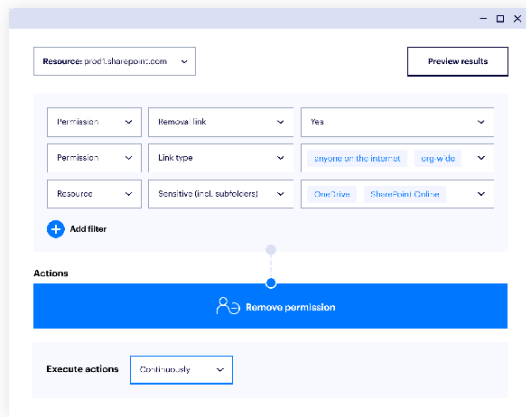 Resource: prod1.sharepoint.com
Preview results
Permission Removal link Yes
Permission Link type anyone on the internet org-wide
Resource Sensitive (incl. subfolders) OneDrive SharePoint Online
Add filter
Actions
Remove permission
Execute actions Continuously